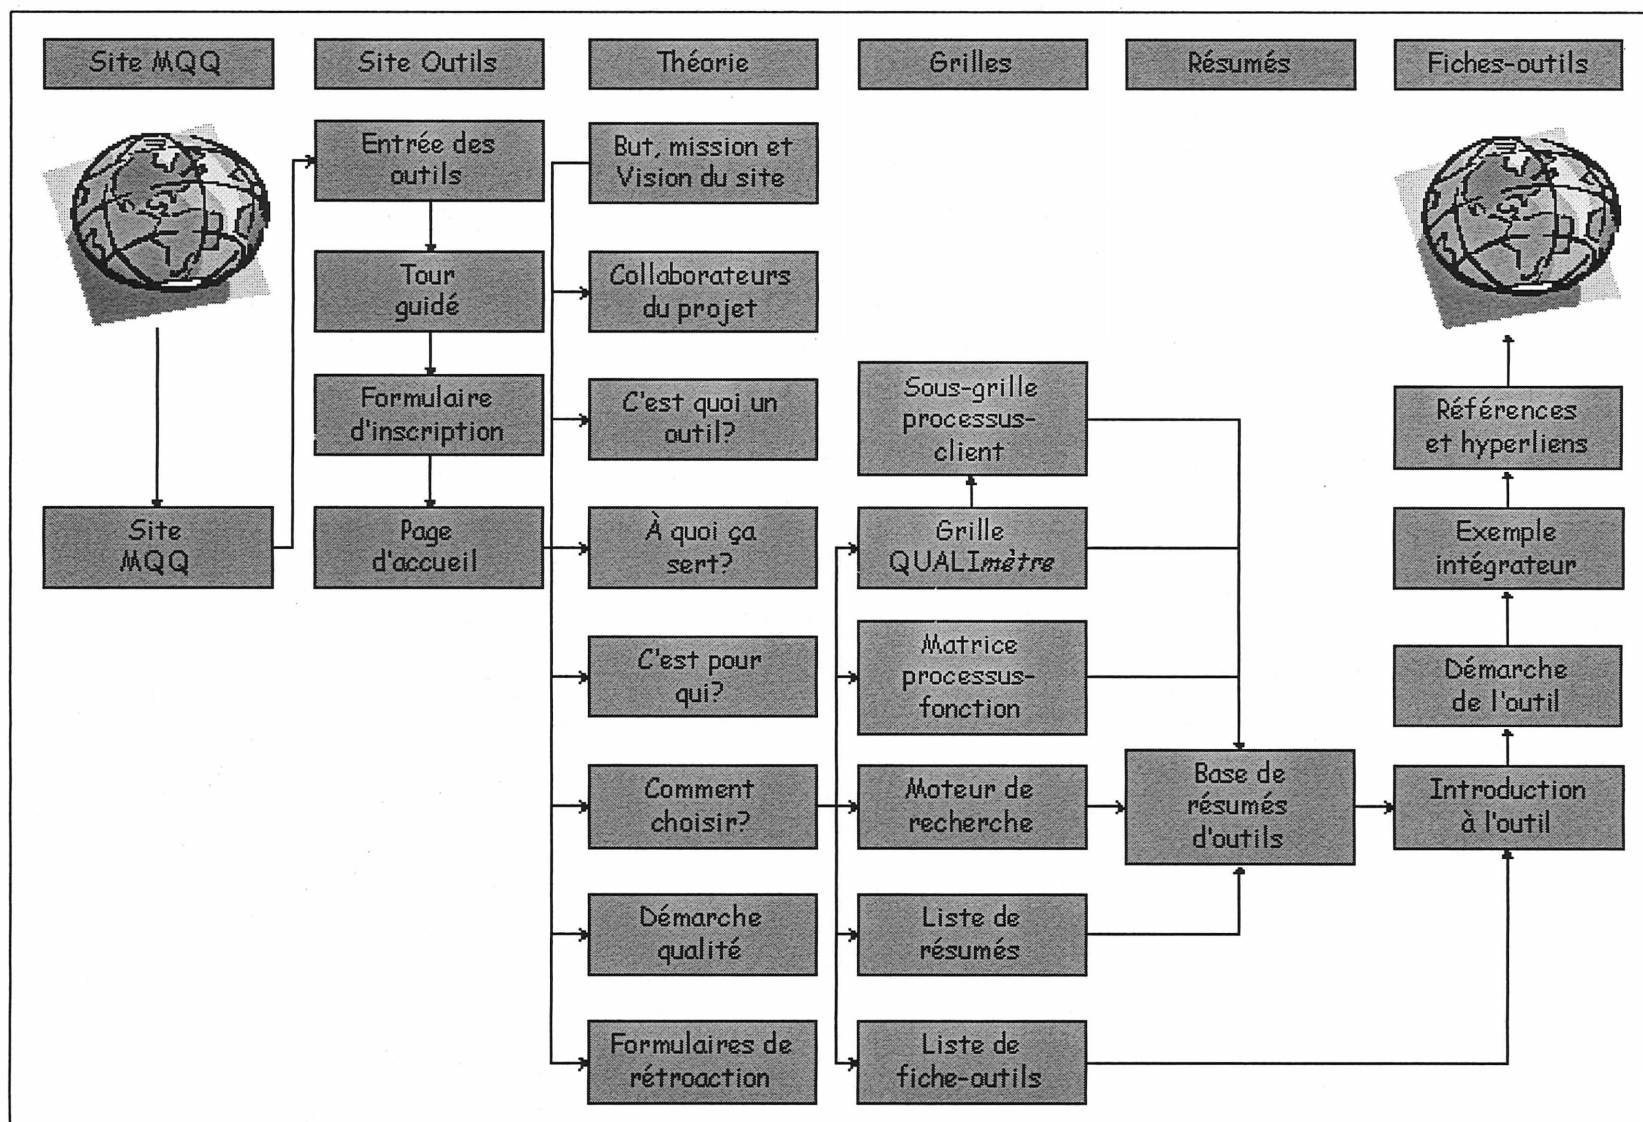 Site MQQ
Site Outils
Théorie
Grilles
Résumés
Fiches-outils
Site
MQQ
Entrée des
outils
Tour
guidé
Formulaire
d'inscription
Page
d'accueil
But, mission et
Vision du site
Collaborateurs
du projet
C'est quoi un
outil?
À quoi ça
sert?
C'est pour
qui?
Comment
choisir?
Démarche
qualité
Formulaires de
rétroaction
Sous-grille
processus-
client
Grille
QUALImètre
Matrice
processus-
fonction
Moteur de
recherche
Liste de
résumés
Liste de
fiche-outils
Base de
résumés
d'outils
Références
et hyperliens
Exemple
intégrateur
Démarche
de l'outil
Introduction
à l'outil